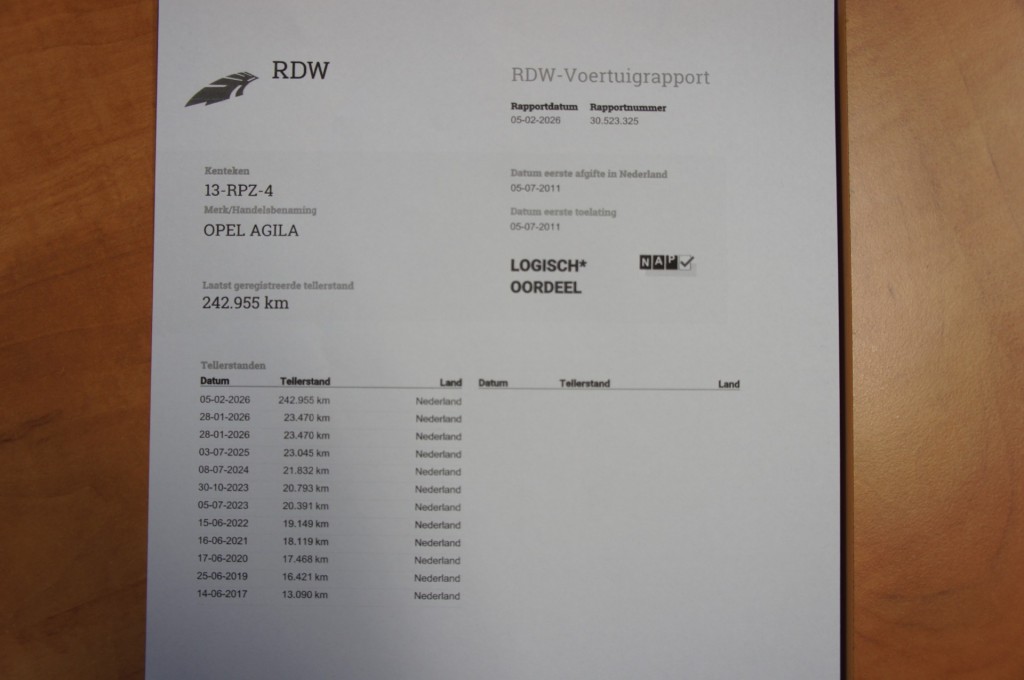 RDW
RDW-Voertuigrapport
Rapportdatum Rapportnummer
05-02-2026 30.523.325
Kenteken
13-RPZ-4
Merk/Handelsbenaming
OPEL AGILA
Datum eerste afgifte in Nederland
05-07-2011
Datum eerste toelating
05-07-2011
LOGISCH*
OORDEEL
NAP
Laatst geregistreerde tellerstand
242.955 km
Tellerstanden
Datum Tellerstand Land Datum Tellerstand Land
05-02-2026 242.955 km Nederland
28-01-2026 23.470 km Nederland
28-01-2026 23.470 km Nederland
03-07-2025 23.045 km Nederland
08-07-2024 21.832 km Nederland
30-10-2023 20.793 km Nederland
05-07-2023 20.391 km Nederland
15-06-2022 19.149 km Nederland
16-06-2021 18.119 km Nederland
17-06-2020 17.468 km Nederland
25-06-2019 16.421 km Nederland
14-06-2017 13.090 km Nederland